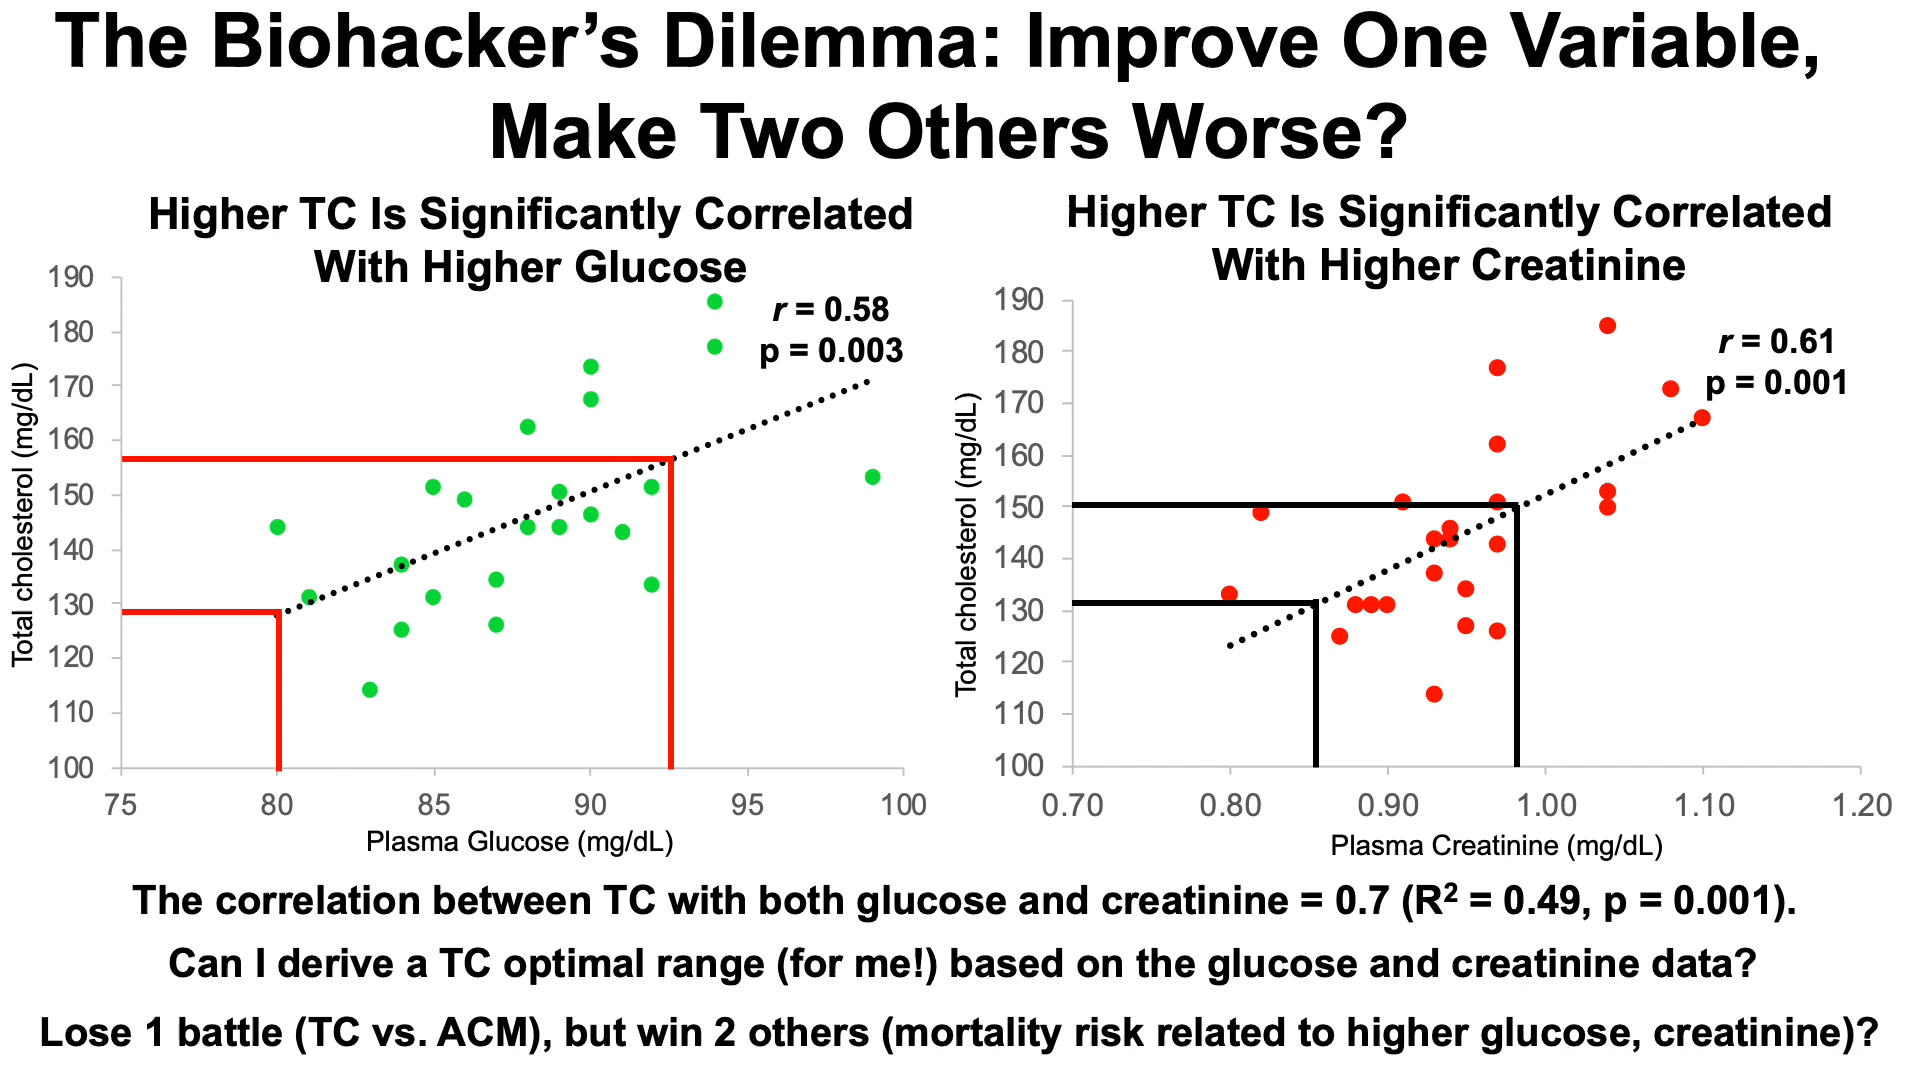 The Biohacker’s Dilemma: Improve One Variable,
Make Two Others Worse?
Higher TC Is Significantly Correlated
With Higher Glucose
r = 0.58
p = 0.003
Total cholesterol (mg/dL)
190
180
170
160
150
140
130
120
110
100
75 80 85 90 95 100
Plasma Glucose (mg/dL)
Higher TC Is Significantly Correlated
With Higher Creatinine
r = 0.61
p = 0.001
Total cholesterol (mg/dL)
190
180
170
160
150
140
130
120
110
100
0.70 0.80 0.90 1.00 1.10 1.20
Plasma Creatinine (mg/dL)
The correlation between TC with both glucose and creatinine = 0.7 (R² = 0.49, p = 0.001).
Can I derive a TC optimal range (for me!) based on the glucose and creatinine data?
Lose 1 battle (TC vs. ACM), but win 2 others (mortality risk related to higher glucose, creatinine)?